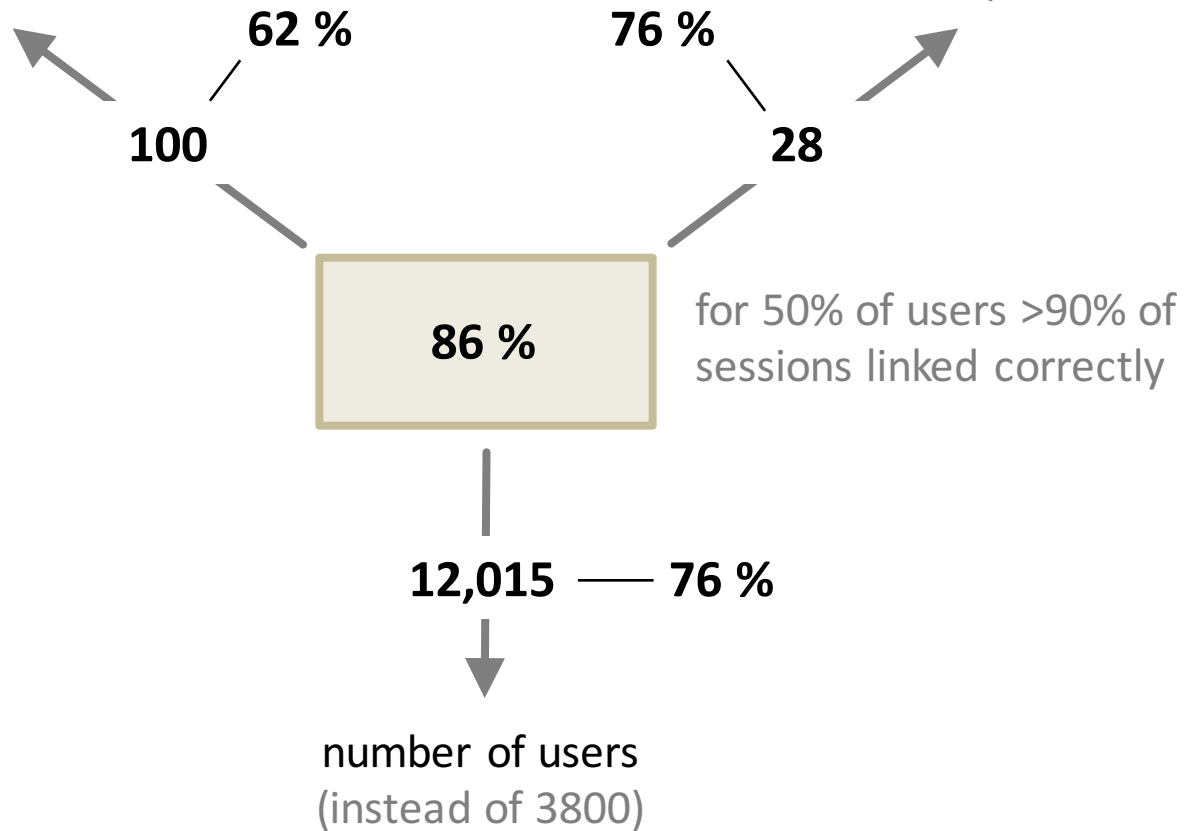 62 %
76 %
100
28
86 %
for 50% of users >90% of
sessions linked correctly
12,015
76 %
number of users
(instead of 3800)